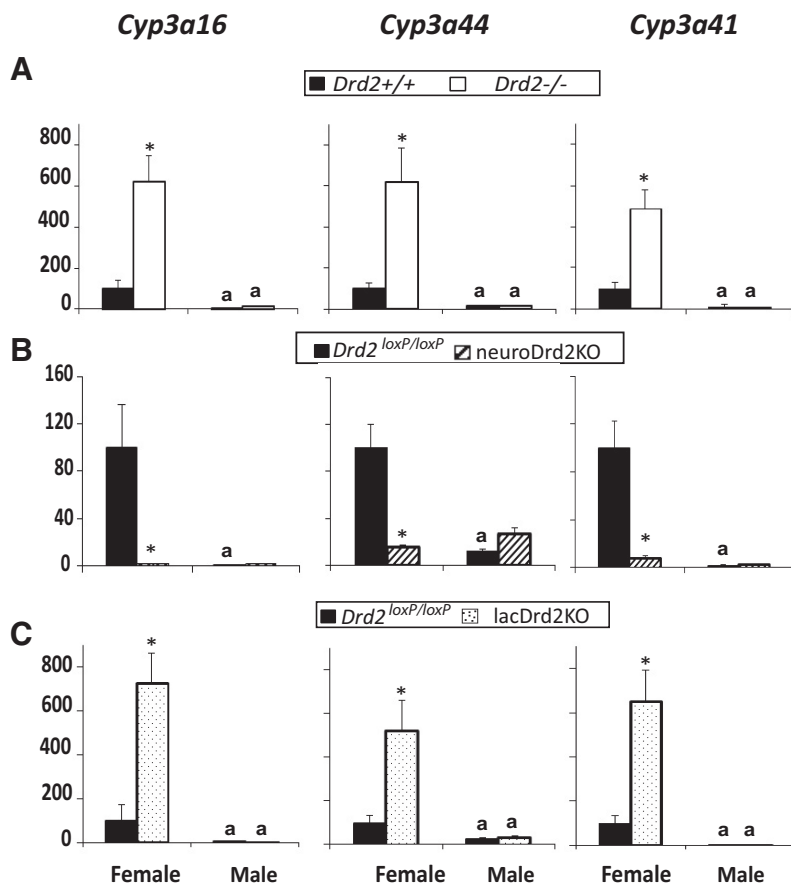 Cyp3a16 Cyp3a44 Cyp3a41
A
Drd2+/+ Drd2-/-
800
600
400
200
0
* * *
a a a a a a
B
Drd2 loxP/loxP neuroDrd2KO
160
120
80
40
0
* * *
a a a
C
Drd2 loxP/loxP lacDrd2KO
800
600
400
200
0
* * *
a a a a a a
Female Male Female Male Female Male